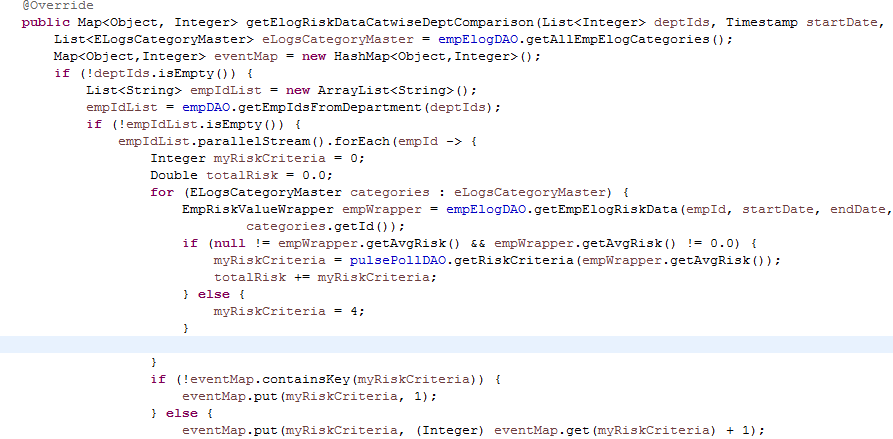 @Override
public Map<Object, Integer> getElogRiskDataCatwiseDeptComparison(List<Integer> deptIds, Timestamp startDate,
List<ELogsCategoryMaster> eLogsCategoryMaster = empElogDAO.getAllEmpElogCategories();
Map<Object,Integer> eventMap = new HashMap<Object,Integer>();
if (!deptIds.isEmpty()) {
List<String> empIdList = new ArrayList<String>();
empIdList = empDAO.getEmpIdsFromDepartment(deptIds);
if (!empIdList.isEmpty()) {
empIdList.parallelStream().forEach(empId -> {
Integer myRiskCriteria = 0;
Double totalRisk = 0.0;
for (ELogsCategoryMaster categories : eLogsCategoryMaster) {
EmpRiskValueWrapper empWrapper = empElogDAO.getEmpElogRiskData(empId, startDate, endDate,
categories.getId());
if (null != empWrapper.getAvgRisk() && empWrapper.getAvgRisk() != 0.0) {
myRiskCriteria = pulsePollDAO.getRiskCriteria(empWrapper.getAvgRisk());
totalRisk += myRiskCriteria;
} else {
myRiskCriteria = 4;
}
}
if (!eventMap.containsKey(myRiskCriteria)) {
eventMap.put(myRiskCriteria, 1);
} else {
eventMap.put(myRiskCriteria, (Integer) eventMap.get(myRiskCriteria) + 1);